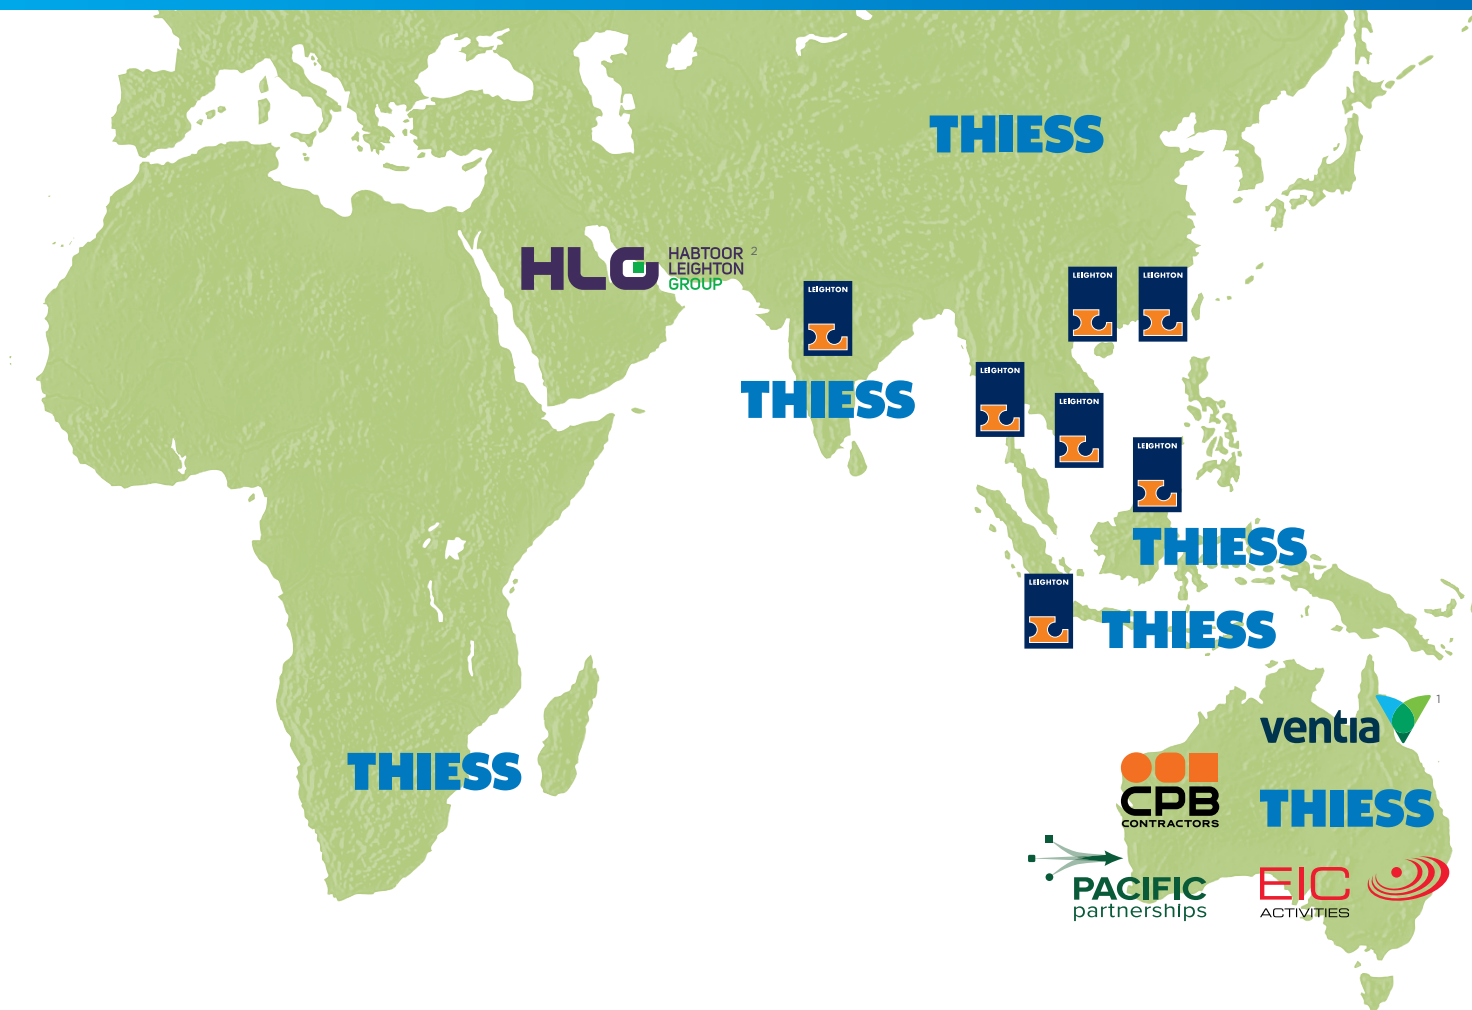 THIESS
HLG HABTOOR 2
LEIGHTON
GROUP
LEIGHTON
L
LEIGHTON
L
LEIGHTON
L
THIESS
LEIGHTON
L
LEIGHTON
L
LEIGHTON
L
THIESS
LEIGHTON
L
THIESS
ventia 1
THIESS
CPB
CONTRACTORS
THIESS
PACIFIC
partnerships
EIC
ACTIVITIES